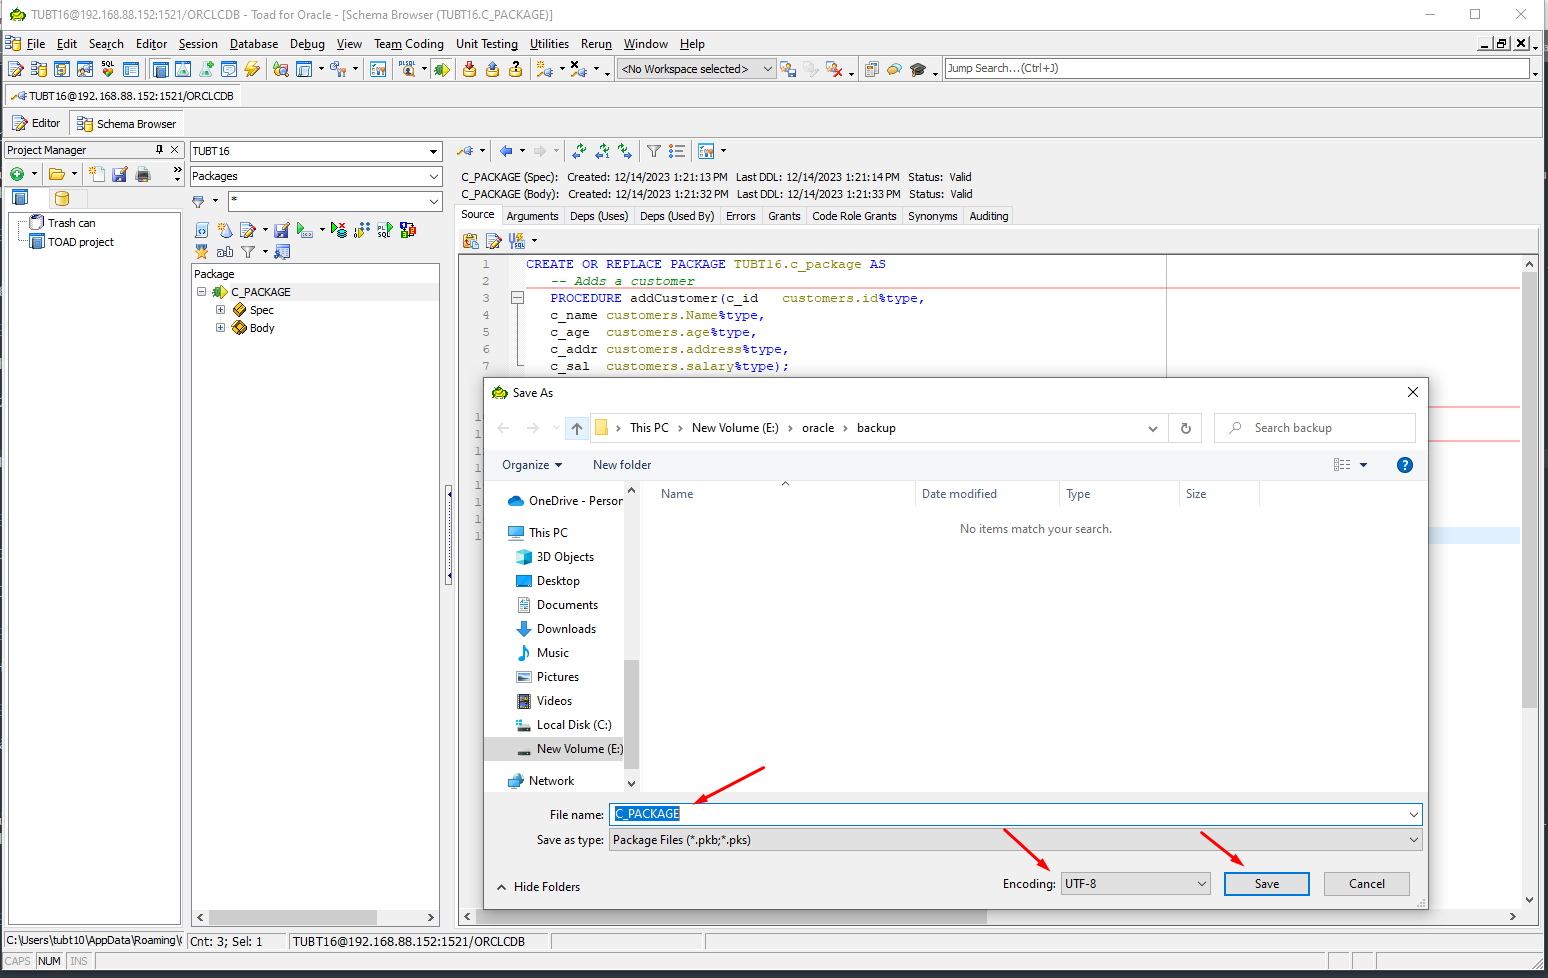 TUBT16@192.168.88.152:1521/ORCLCDB - Toad for Oracle - [Schema Browser (TUBT16.C_PACKAGE)]
File Edit Search Editor Session Database Debug View Team Coding Unit Testing Utilities Rerun Window Help
<No Workspace selected> Jump Search...(Ctrl+J)
TUBT16@192.168.88.152:1521/ORCLCDB
Editor Schema Browser
Project Manager
Trash can
TOAD project
TUBT16
Packages
*
Package
C_PACKAGE
Spec
Body
C_PACKAGE (Spec): Created: 12/14/2023 1:21:13 PM Last DDL: 12/14/2023 1:21:14 PM Status: Valid
C_PACKAGE (Body): Created: 12/14/2023 1:21:32 PM Last DDL: 12/14/2023 1:21:33 PM Status: Valid
Source Arguments Deps (Uses) Deps (Used By) Errors Grants Code Role Grants Synonyms Auditing
1 CREATE OR REPLACE PACKAGE TUBT16.c_package AS
2 -- Adds a customer
3 PROCEDURE addCustomer(c_id customers.id%type,
4 c_name customers.Name%type,
5 c_age customers.age%type,
6 c_addr customers.address%type,
7 c_sal customers.salary%type);
Save As
This PC > New Volume (E:) > oracle > backup
Search backup
Organize New folder
Name Date modified Type Size
No items match your search.
OneDrive - Person
This PC
3D Objects
Desktop
Documents
Downloads
Music
Pictures
Videos
Local Disk (C:)
New Volume (E:)
Network
File name: C_PACKAGE
Save as type: Package Files (*.pkb;*.pks)
Hide Folders
Encoding: UTF-8 Save Cancel
C:\Users\tubt10\AppData\Roaming\ Cnt: 3; Sel: 1 TUBT16@192.168.88.152:1521/ORCLCDB
CAPS NUM INS